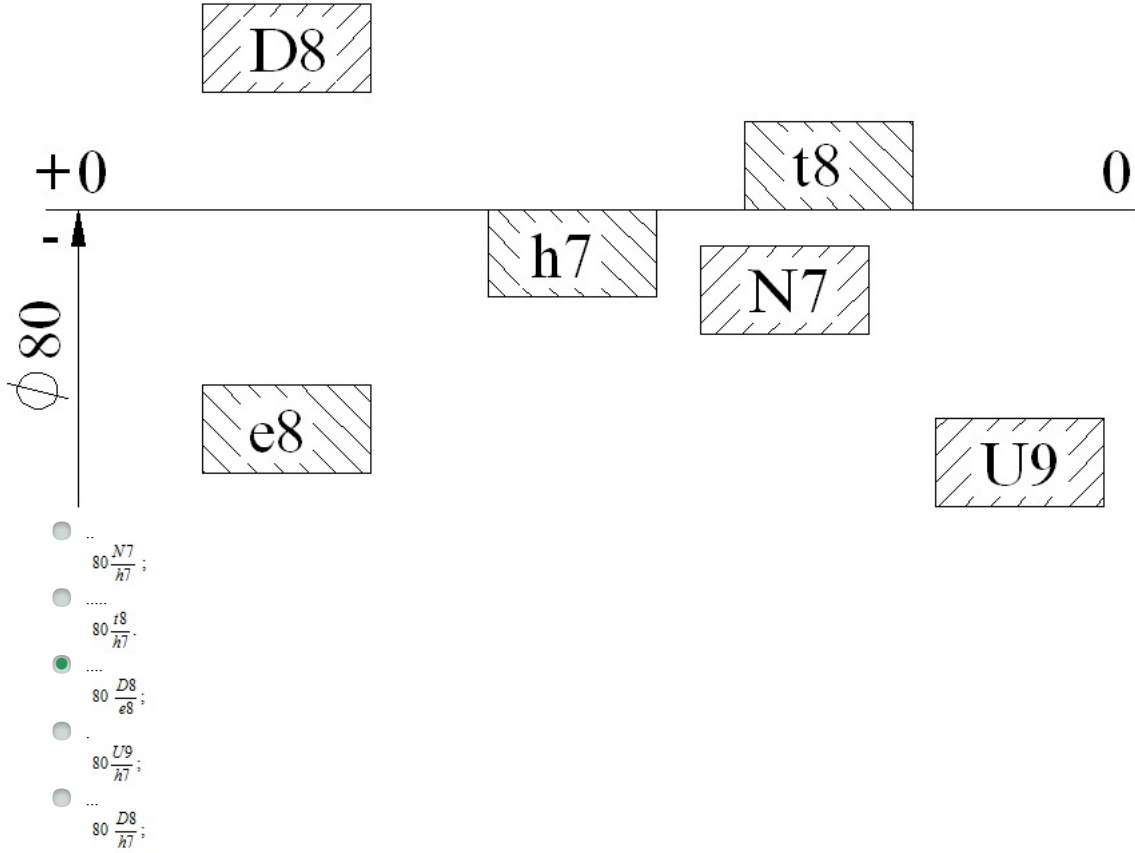 D8
t8
+0
0
-
h7
N7
⌀80
e8
U9
..
80 N7/h7 ;
.....
80 t8/h7 .
....
80 D8/e8 ;
.
80 U9/h7 ;
...
80 D8/h7 ;